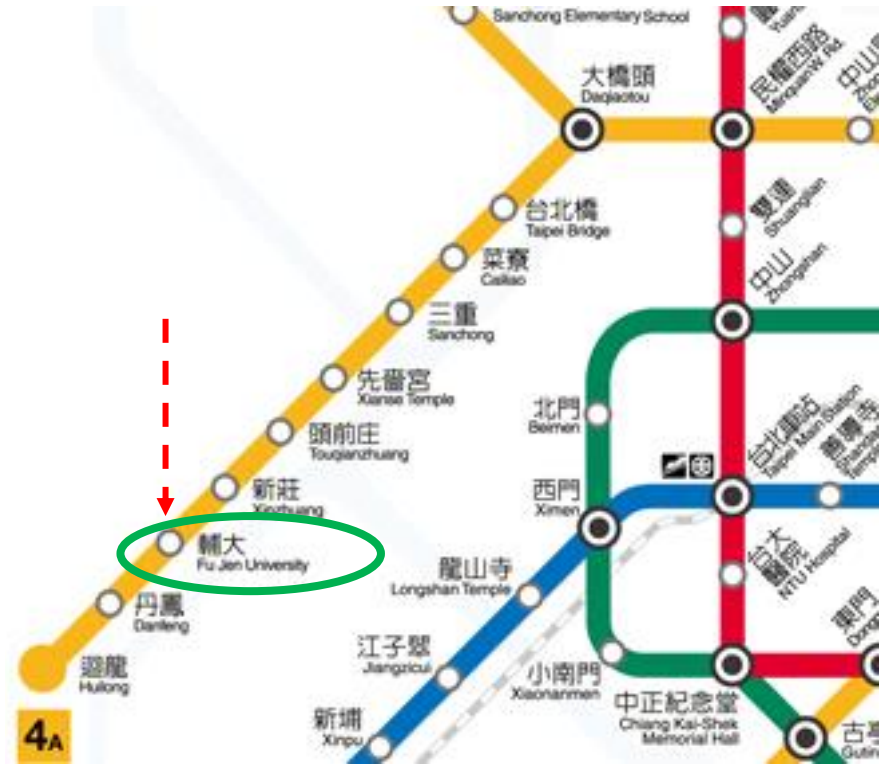 Sanchong Elementary School
大橋頭
Daqiaotou
民權西路
Minquan W. Rd.
台北橋
Taipei Bridge
雙連
Shuanglian
菜寮
Cailiao
中山
Zhongshan
三重
Sanchong
先嗇宮
Xianse Temple
北門
Beimen
頭前庄
Touqianzhuang
台北車站
Taipei Main Station
善導寺
新莊
Xinzhuang
西門
Ximen
輔大
Fu Jen University
龍山寺
Longshan Temple
台大醫院
NTU Hospital
丹鳳
Danfeng
江子翠
Jiangzicui
東門
迴龍
Huilong
小南門
Xiaonanmen
新埔
Xinpu
中正紀念堂
Chiang Kai-Shek
Memorial Hall
古亭
4A